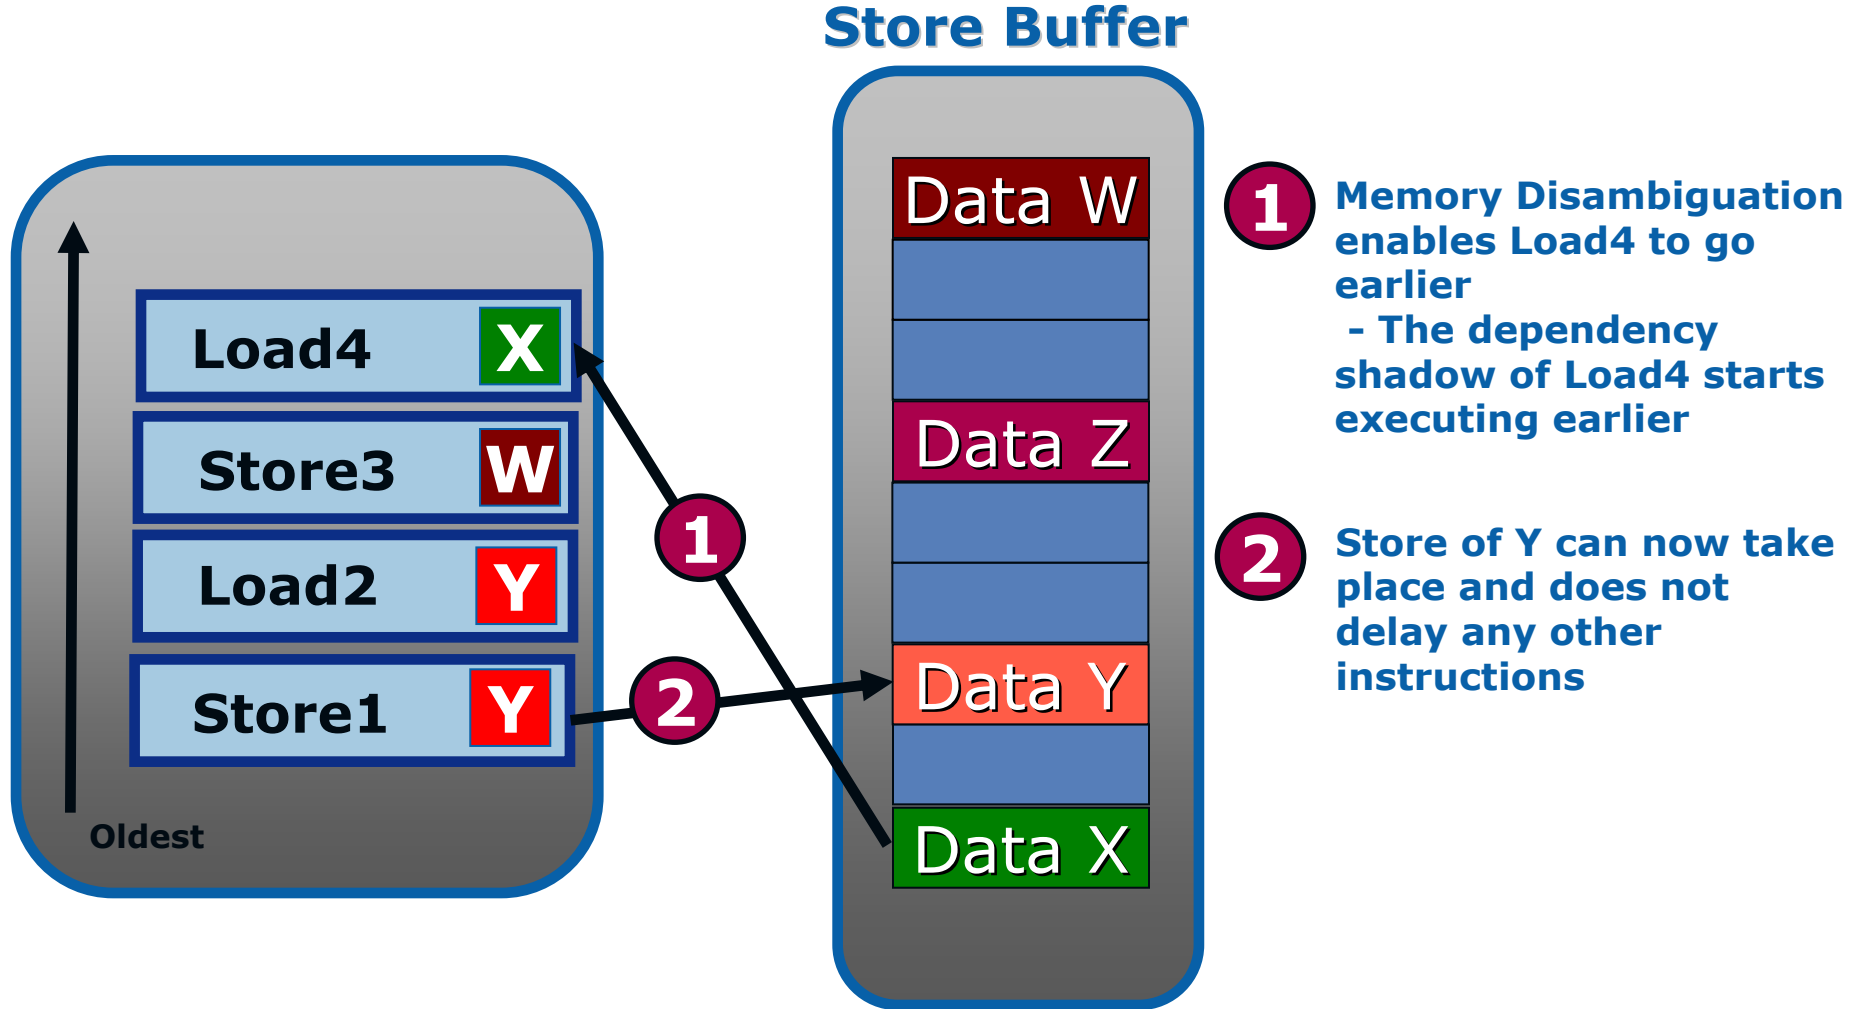 Store Buffer
Load4 X
Store3 W
Load2 Y
Store1 Y
Oldest
1
2
Data W
Data Z
Data Y
Data X
1
Memory Disambiguation
enables Load4 to go
earlier
- The dependency
shadow of Load4 starts
executing earlier
2
Store of Y can now take
place and does not
delay any other
instructions